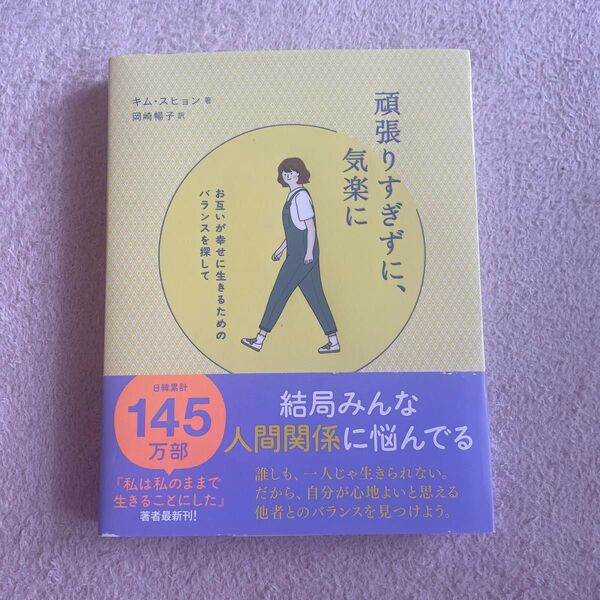 キム・スヒョン 著
岡崎暢子 訳
頑張りすぎずに、
気楽に
お互いが幸せに生きるための
バランスを探して
日韓累計
145
万部
「私は私のままで
生きることにした」
著者最新刊!
結局みんな
人間関係に悩んでる
誰しも、一人じゃ生きられない。
だから、自分が心地よいと思える
他者とのバランスを見つけよう。